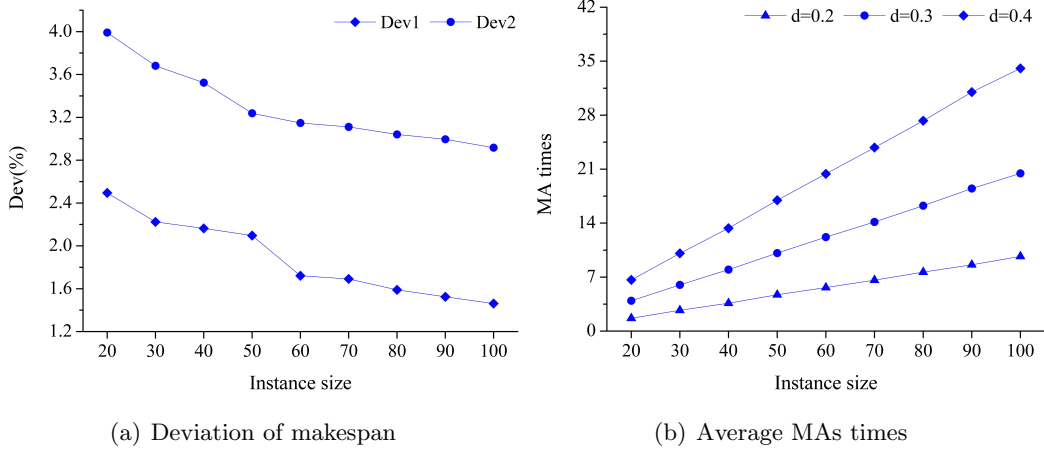 Dev1 Dev2
4.0
3.6
3.2
2.8
2.4
2.0
1.6
1.2
Dev(%)
20 30 40 50 60 70 80 90 100
Instance size
(a) Deviation of makespan
d=0.2 d=0.3 d=0.4
42
35
28
21
14
7
0
MA times
20 30 40 50 60 70 80 90 100
Instance size
(b) Average MAs times